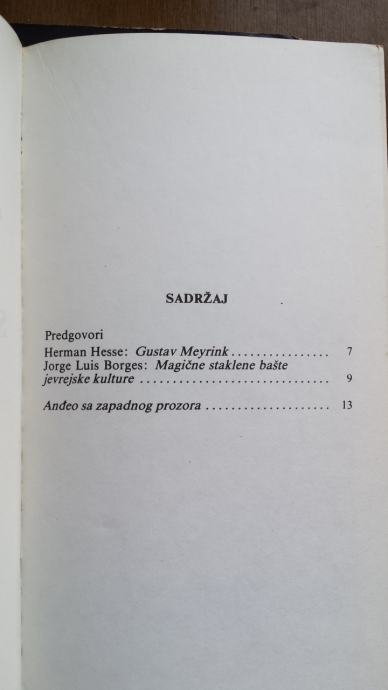 SADRŽAJ
Predgovori
Herman Hesse: Gustav Meyrink................ 7
Jorge Luis Borges: Magične staklene bašte
jevrejske kulture .............................. 9
Anđeo sa zapadnog prozora .................... 13